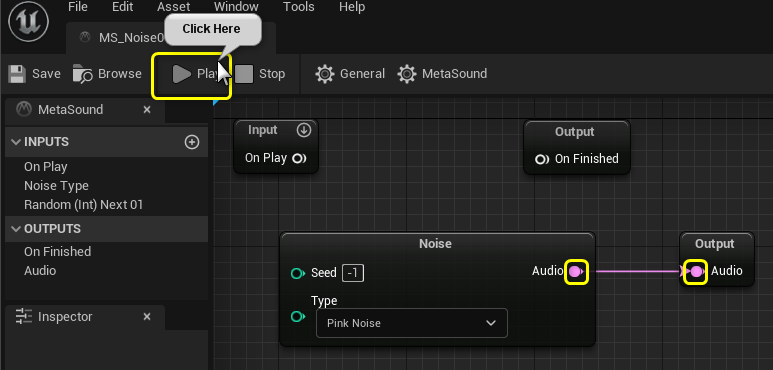 File Edit Asset Window Tools Help
Click Here
MS_Noise0
Save Browse Play Stop General MetaSound
MetaSound ×
INPUTS
On Play
Noise Type
Random (Int) Next 01
OUTPUTS
On Finished
Audio
Inspector ×
Input
On Play
Output
On Finished
Noise
Seed -1
Audio
Type
Pink Noise
Output
Audio